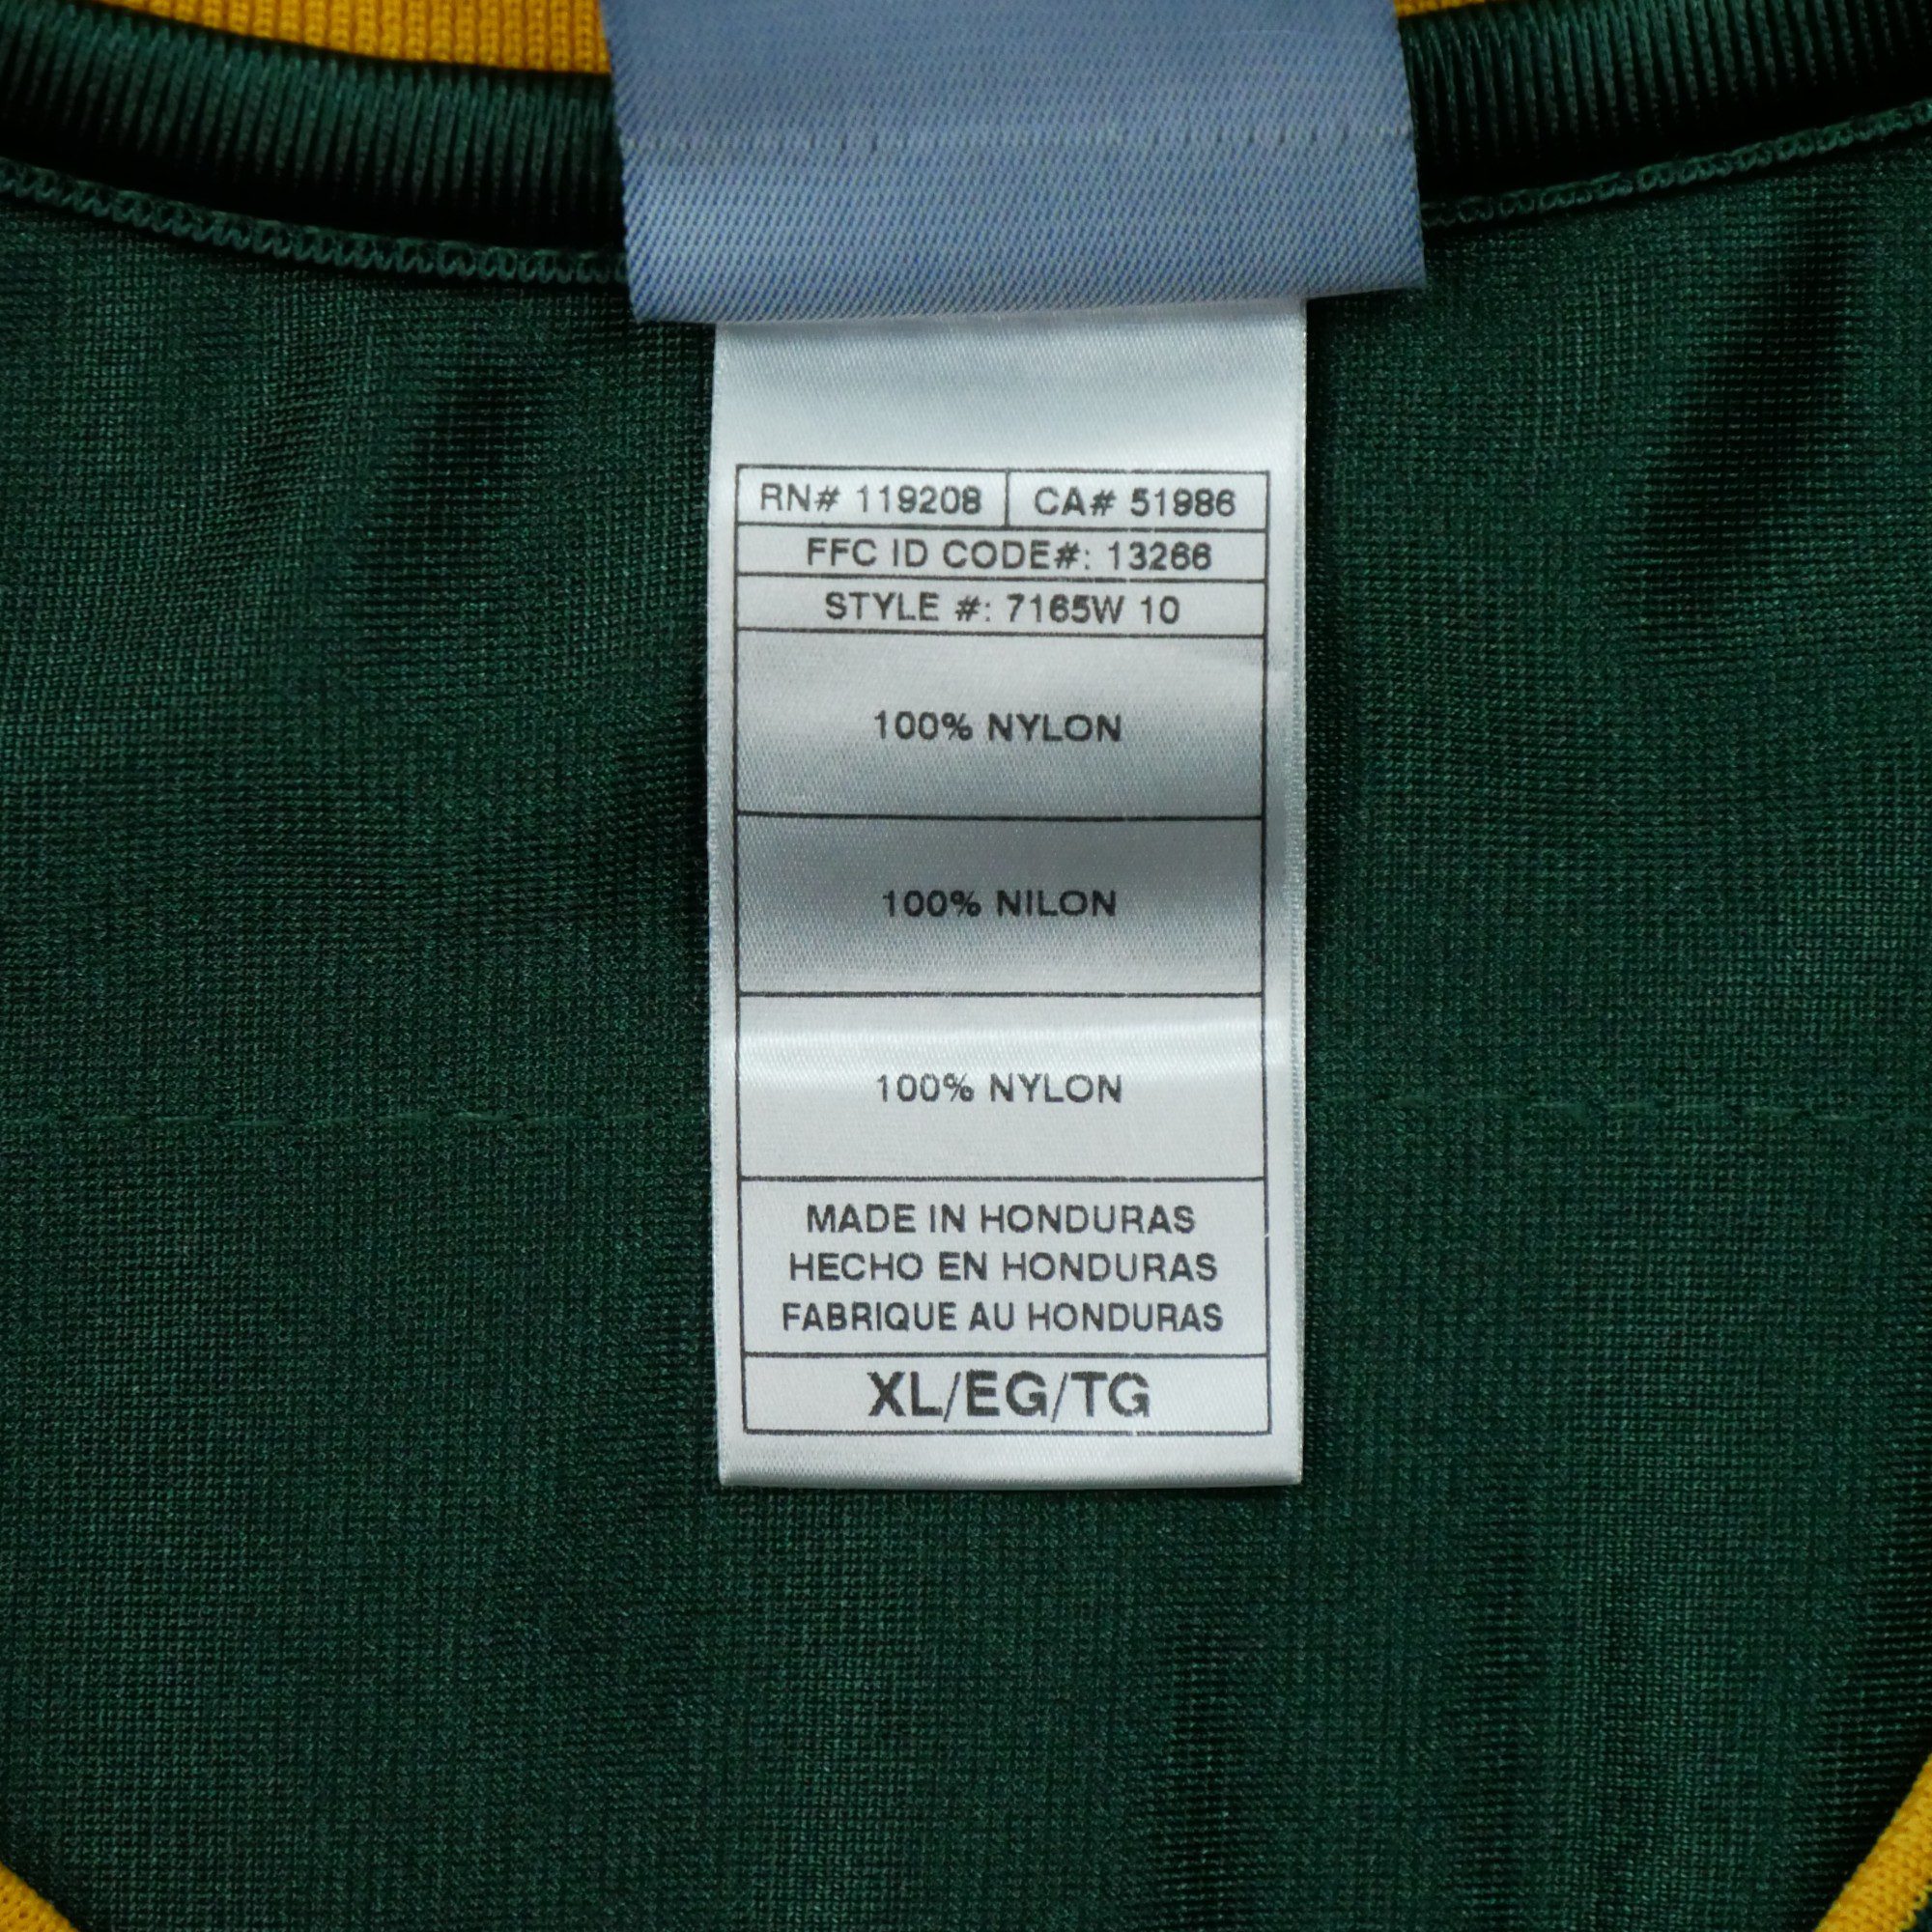 RN# 119208 CA# 51986
FFC ID CODE#: 13266
STYLE #: 7165W 10
100% NYLON
100% NILON
100% NYLON
MADE IN HONDURAS
HECHO EN HONDURAS
FABRIQUE AU HONDURAS
XL/EG/TG